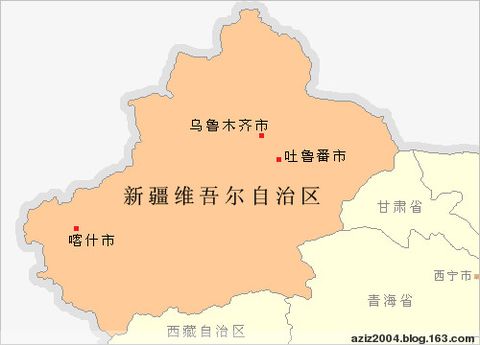 乌鲁木齐市
吐鲁番市
新疆维吾尔自治区
甘肃省
喀什市
西宁市
青海省
西藏自治区
aziz2004.blog.163.com